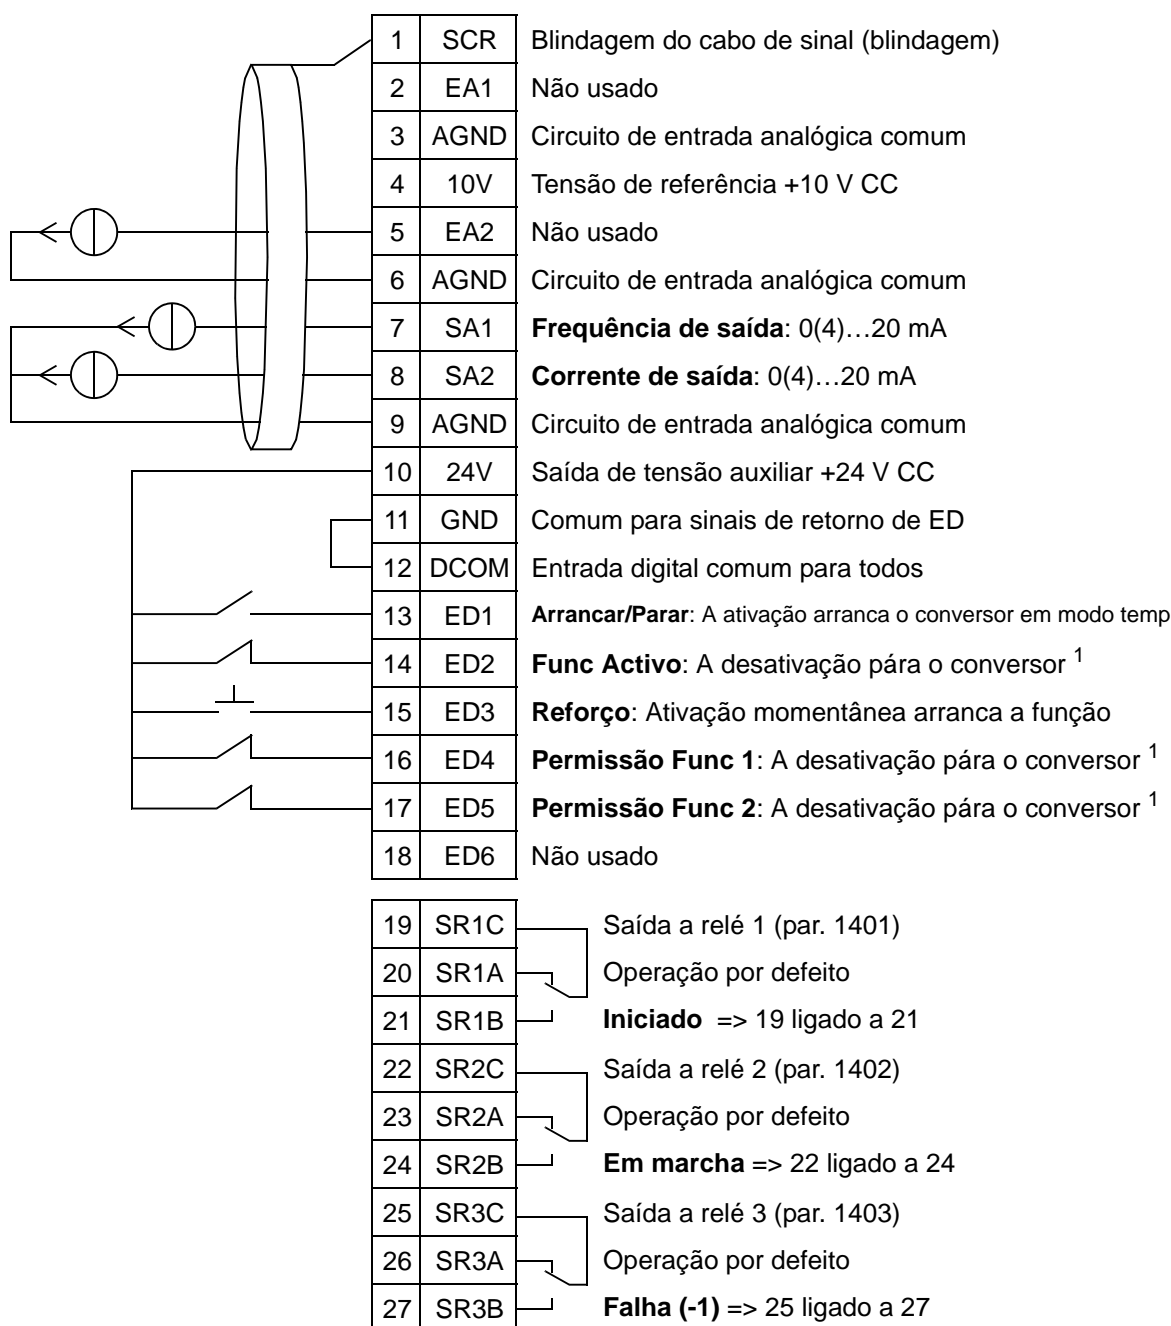 1 SCR Blindagem do cabo de sinal (blindagem)
2 EA1 Não usado
3 AGND Circuito de entrada analógica comum
4 10V Tensão de referência +10 V CC
5 EA2 Não usado
6 AGND Circuito de entrada analógica comum
7 SA1 Frequência de saída: 0(4)…20 mA
8 SA2 Corrente de saída: 0(4)…20 mA
9 AGND Circuito de entrada analógica comum
10 24V Saída de tensão auxiliar +24 V CC
11 GND Comum para sinais de retorno de ED
12 DCOM Entrada digital comum para todos
13 ED1 Arrancar/Parar: A ativação arranca o conversor em modo temp
14 ED2 Func Activo: A desativação pára o conversor 1
15 ED3 Reforço: Ativação momentânea arranca a função
16 ED4 Permissão Func 1: A desativação pára o conversor 1
17 ED5 Permissão Func 2: A desativação pára o conversor 1
18 ED6 Não usado
19 SR1C Saída a relé 1 (par. 1401)
20 SR1A Operação por defeito
21 SR1B Iniciado => 19 ligado a 21
22 SR2C Saída a relé 2 (par. 1402)
23 SR2A Operação por defeito
24 SR2B Em marcha => 22 ligado a 24
25 SR3C Saída a relé 3 (par. 1403)
26 SR3A Operação por defeito
27 SR3B Falha (-1) => 25 ligado a 27